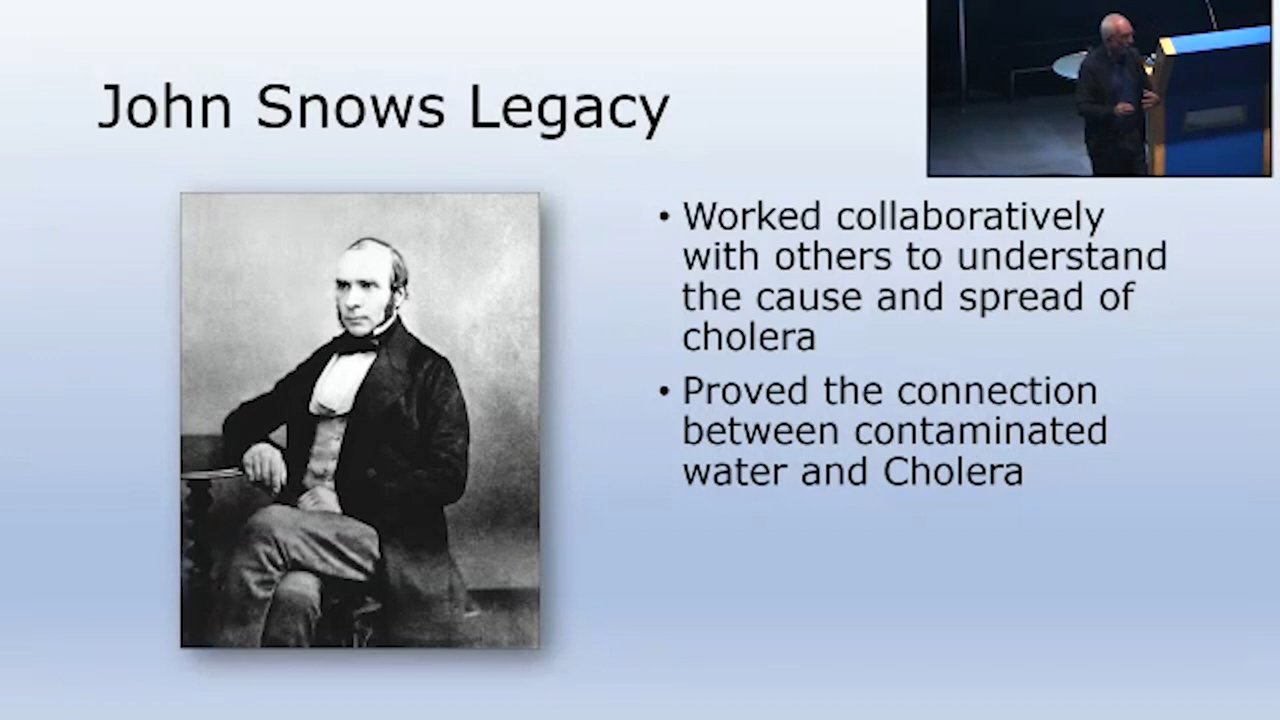 John Snows Legacy
• Worked collaboratively
with others to understand
the cause and spread of
cholera
• Proved the connection
between contaminated
water and Cholera